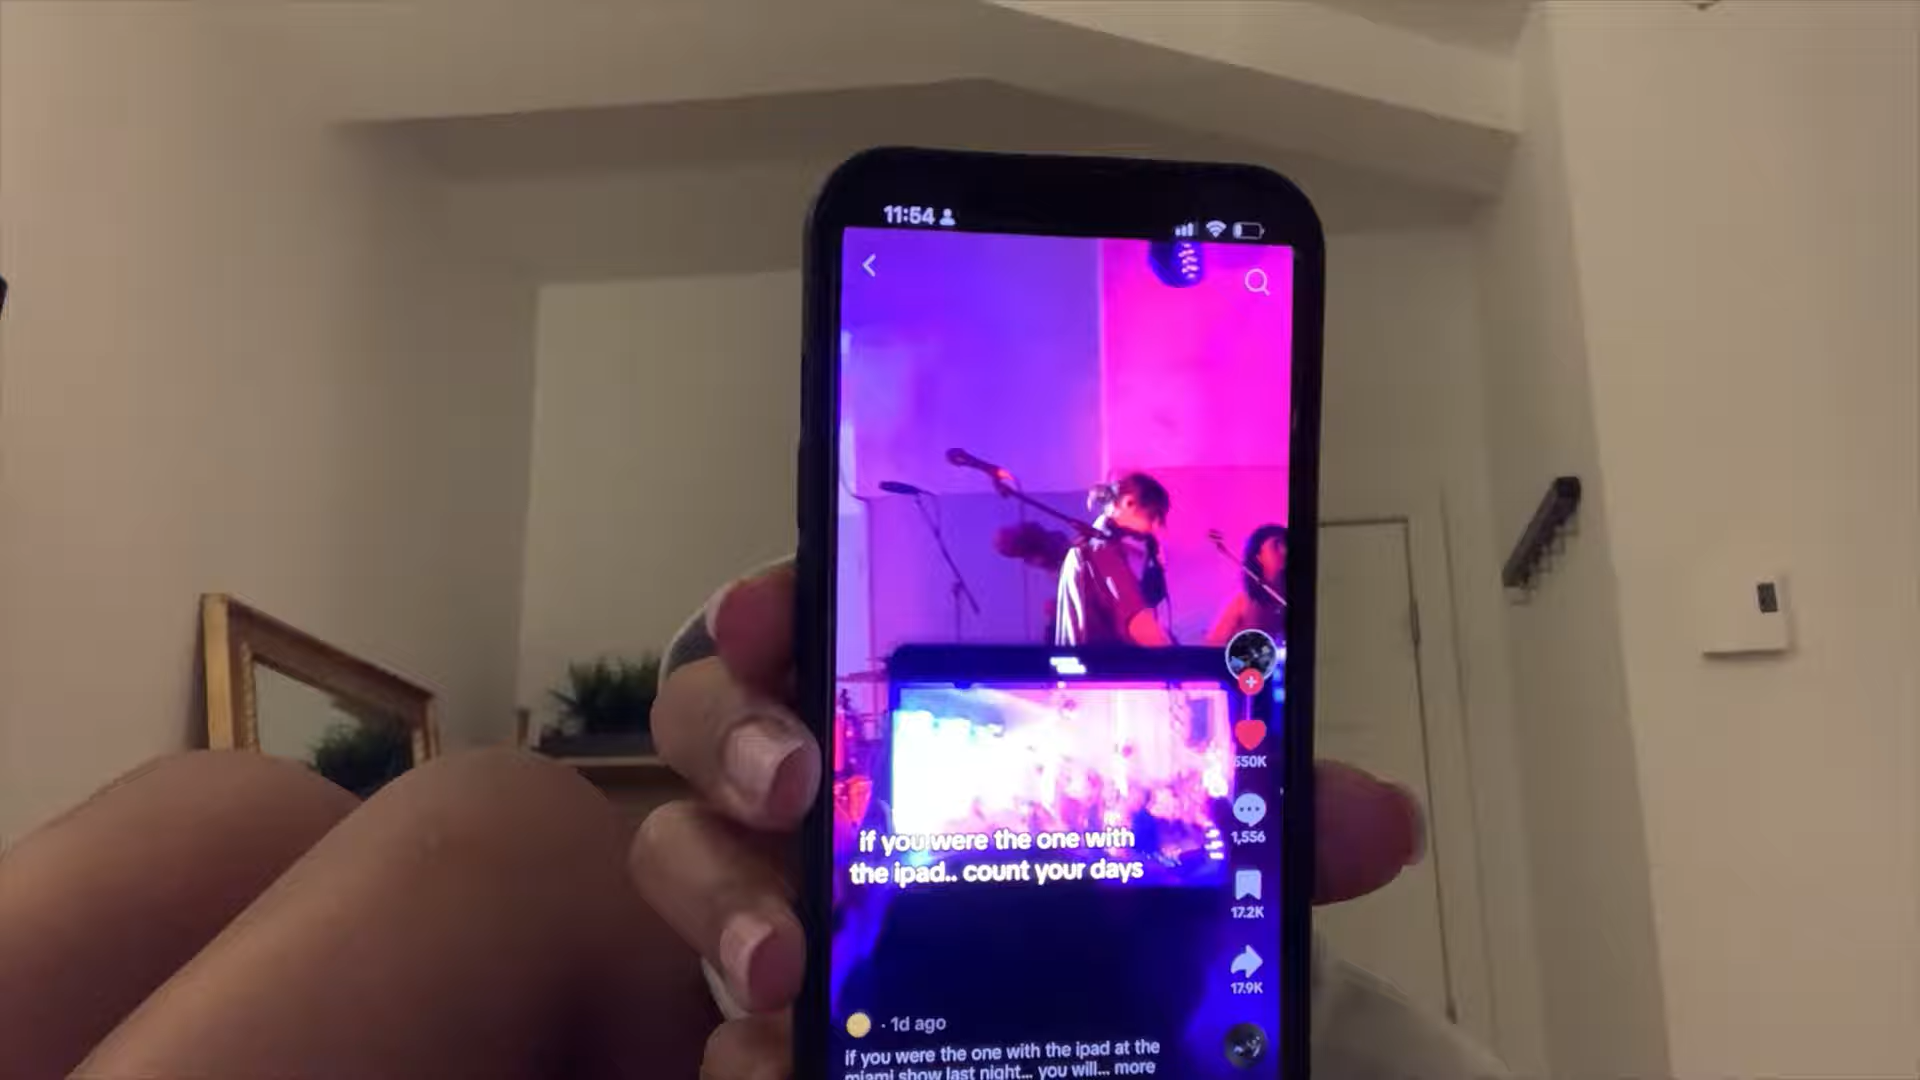 11:54
if you were the one with
the ipad.. count your days
550K
1,556
17.2K
17.9K
· 1d ago
if you were the one with the ipad at the
miami show last night... you will... more